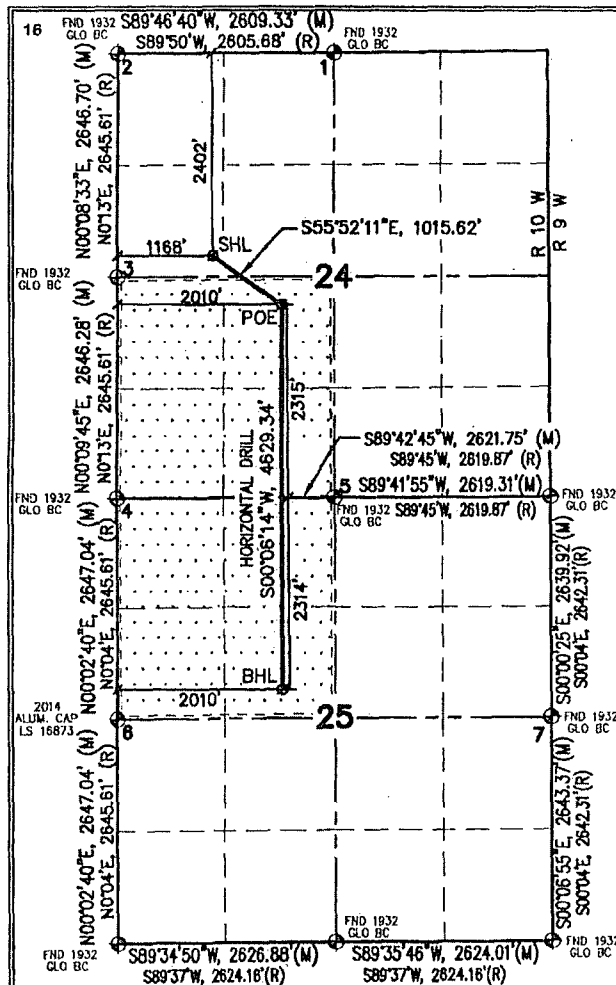 16
FND 1932
GLO BC
S89°46'40"W, 2609.33' (M)
S89°50'W, 2605.68' (R)
FND 1932
GLO BC
2
1
N00°08'33"E, 2646.70' (M)
N0°13'E, 2645.61' (R)
2402'
R 10 W
R 9 W
1168'
SHL
S55°52'11"E, 1015.62'
FND 1932
GLO BC
3
24
2010'
POE
N00°09'45"E, 2646.28' (M)
N0°13'E, 2645.61' (R)
2315'
HORIZONTAL DRILL
S00°06'14"W, 4629.34'
S89°42'45"W, 2621.75' (M)
S89°45'W, 2619.87' (R)
FND 1932
GLO BC
4
5
FND 1932
GLO BC
S89°41'55"W, 2619.31'(M)
S89°45'W, 2619.87' (R)
FND 1932
GLO BC
N00°02'40"E, 2647.04' (M)
N0°04'E, 2645.61' (R)
2314'
S00°00'25"E, 2639.92'(M)
S00°04'E, 2642.31'(R)
BHL
2010'
2014
ALUM. CAP
LS 16873
6
25
7
FND 1932
GLO BC
N00°02'40"E, 2647.04' (M)
N0°04'E, 2645.61' (R)
S00°06'55"E, 2643.37'(M)
S00°04'E, 2642.31'(R)
FND 1932
GLO BC
S89°34'50"W, 2626.88' (M)
S89°37'W, 2624.16'(R)
FND 1932
GLO BC
S89°35'46"W, 2624.01'(M)
S89°37'W, 2624.16'(R)
FND 1932
GLO BC